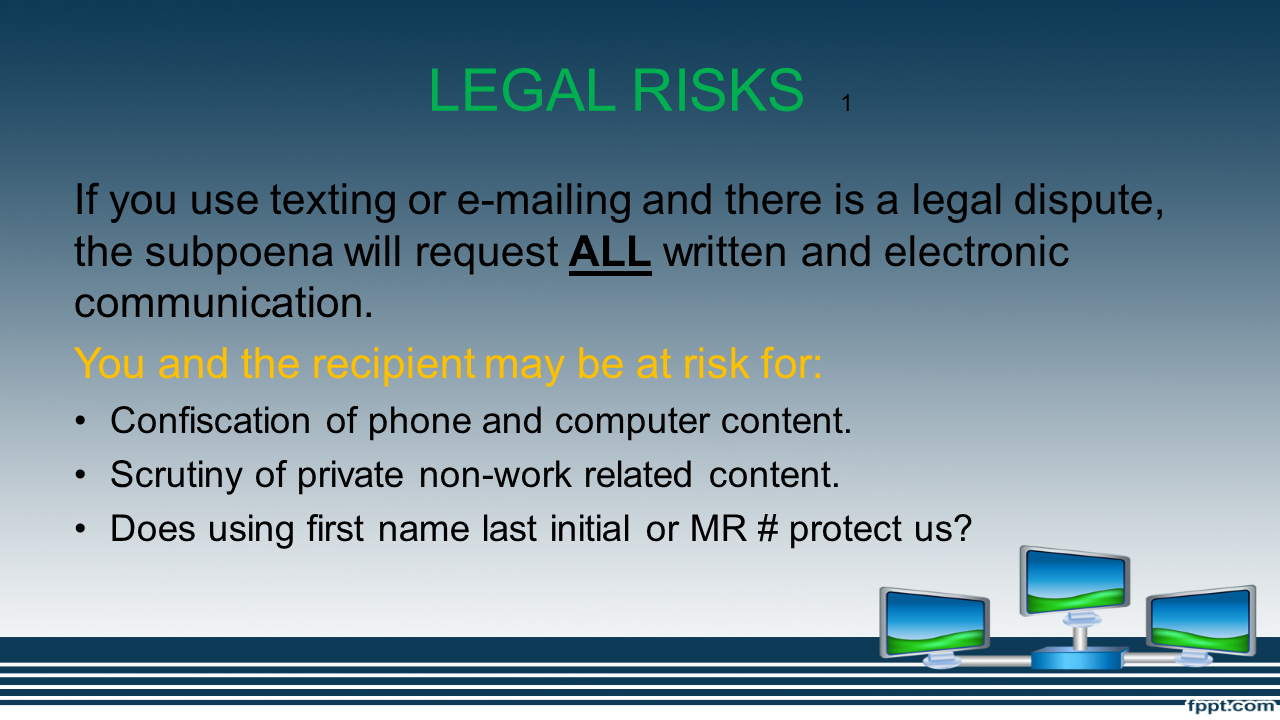 LEGAL RISKS 1
If you use texting or e-mailing and there is a legal dispute,
the subpoena will request ALL written and electronic
communication.
You and the recipient may be at risk for:
• Confiscation of phone and computer content.
• Scrutiny of private non-work related content.
• Does using first name last initial or MR # protect us?
fppt.com